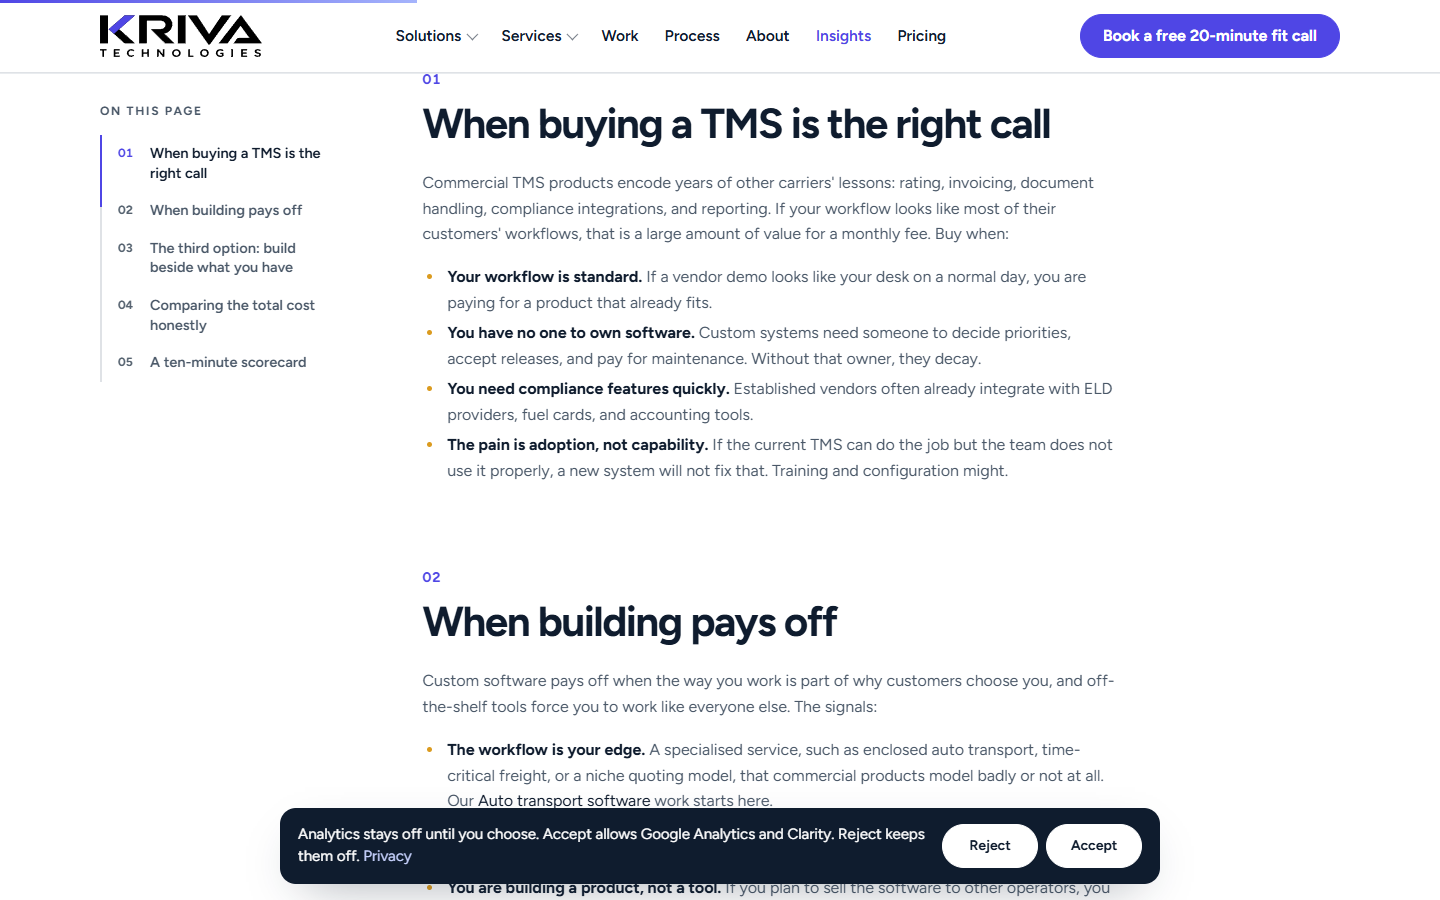 KRIVA
TECHNOLOGIES
Solutions
Services
Work
Process
About
Insights
Pricing
Book a free 20-minute fit call
ON THIS PAGE
01 When buying a TMS is the
right call
02 When building pays off
03 The third option: build
beside what you have
04 Comparing the total cost
honestly
05 A ten-minute scorecard
01
When buying a TMS is the right call
Commercial TMS products encode years of other carriers' lessons: rating, invoicing, document
handling, compliance integrations, and reporting. If your workflow looks like most of their
customers' workflows, that is a large amount of value for a monthly fee. Buy when:
• Your workflow is standard. If a vendor demo looks like your desk on a normal day, you are
paying for a product that already fits.
• You have no one to own software. Custom systems need someone to decide priorities,
accept releases, and pay for maintenance. Without that owner, they decay.
• You need compliance features quickly. Established vendors often already integrate with ELD
providers, fuel cards, and accounting tools.
• The pain is adoption, not capability. If the current TMS can do the job but the team does not
use it properly, a new system will not fix that. Training and configuration might.
02
When building pays off
Custom software pays off when the way you work is part of why customers choose you, and off-
the-shelf tools force you to work like everyone else. The signals:
• The workflow is your edge. A specialised service, such as enclosed auto transport, time-
critical freight, or a niche quoting model, that commercial products model badly or not at all.
Our Auto transport software work starts here.
Analytics stays off until you choose. Accept allows Google Analytics and Clarity. Reject keeps
them off. Privacy
Reject
Accept
• You are building a product, not a tool. If you plan to sell the software to other operators, you